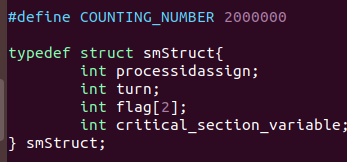 #define COUNTING_NUMBER 2000000
typedef struct smStruct{
int processidassign;
int turn;
int flag[2];
int critical_section_variable;
} smStruct;